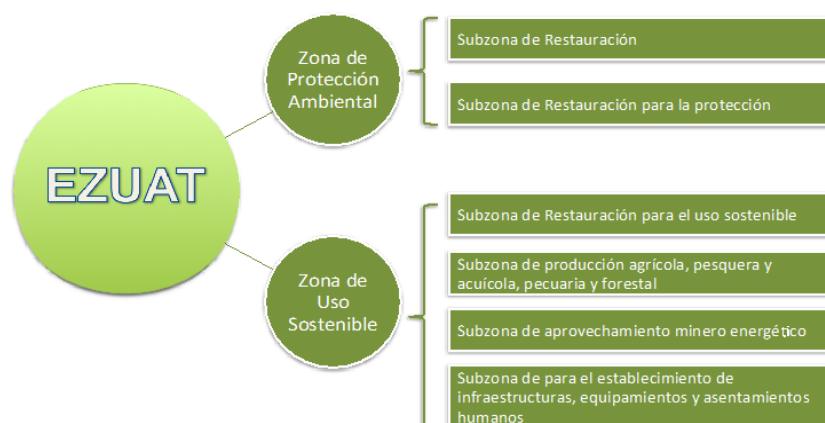 EZUAT
Zona de
Protección
Ambiental
Subzona de Restauración
Subzona de Restauración para la protección
Zona de
Uso
Sostenible
Subzona de Restauración para el uso sostenible
Subzona de producción agrícola, pesquera y
acuícola, pecuaria y forestal
Subzona de aprovechamiento minero energético
Subzona de para el establecimiento de
infraestructuras, equipamientos y asentamientos
humanos